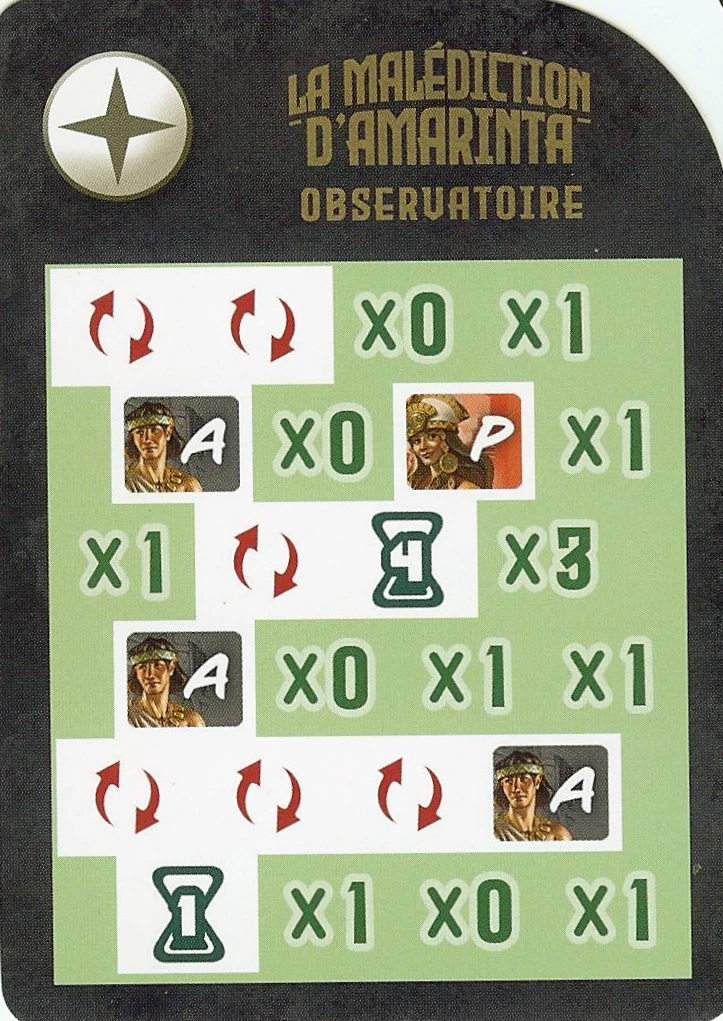 LA MALÉDICTION
D'AMARINTA
OBSERVATOIRE
X0 X1
A X0 P X1
X1 4 X3
A X0 X1 X1
A
1 X1 X0 X1